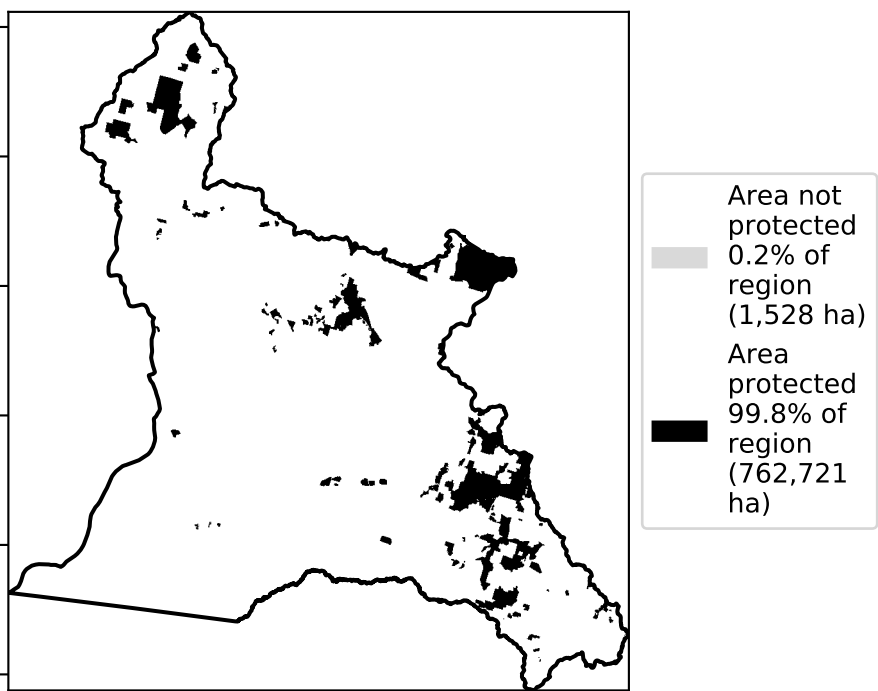 Area not
protected
0.2% of
region
(1,528 ha)
Area
protected
99.8% of
region
(762,721
ha)